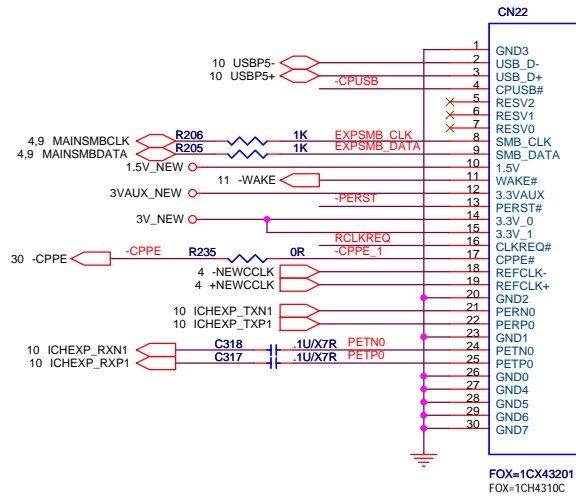 CN22
1 GND3
10 USBP5- 2 USB_D-
10 USBP5+ 3 USB_D+
-CPUSB 4 CPUSB#
5 RESV2
6 RESV1
7 RESV0
4,9 MAINSMBCLK R206 1K EXPSMB_CLK 8 SMB_CLK
4,9 MAINSMBDATA R205 1K EXPSMB_DATA 9 SMB_DATA
1.5V_NEW 10 1.5V
11 -WAKE 11 WAKE#
3VAUX_NEW 12 3.3VAUX
-PERST 13 PERST#
3V_NEW 14 3.3V_0
15 3.3V_1
RCLKREQ 16 CLKREQ#
30 -CPPE -CPPE R235 0R -CPPE_1 17 CPPE#
4 -NEWCCLK 18 REFCLK-
4 +NEWCCLK 19 REFCLK+
20 GND2
10 ICHEXP_TXN1 21 PERN0
10 ICHEXP_TXP1 22 PERP0
23 GND1
10 ICHEXP_RXN1 C318 .1U/X7R PETN0 24 PETN0
10 ICHEXP_RXP1 C317 .1U/X7R PETP0 25 PETP0
26 GND0
27 GND4
28 GND5
29 GND6
30 GND7
FOX=1CX43201
FOX=1CH4310C